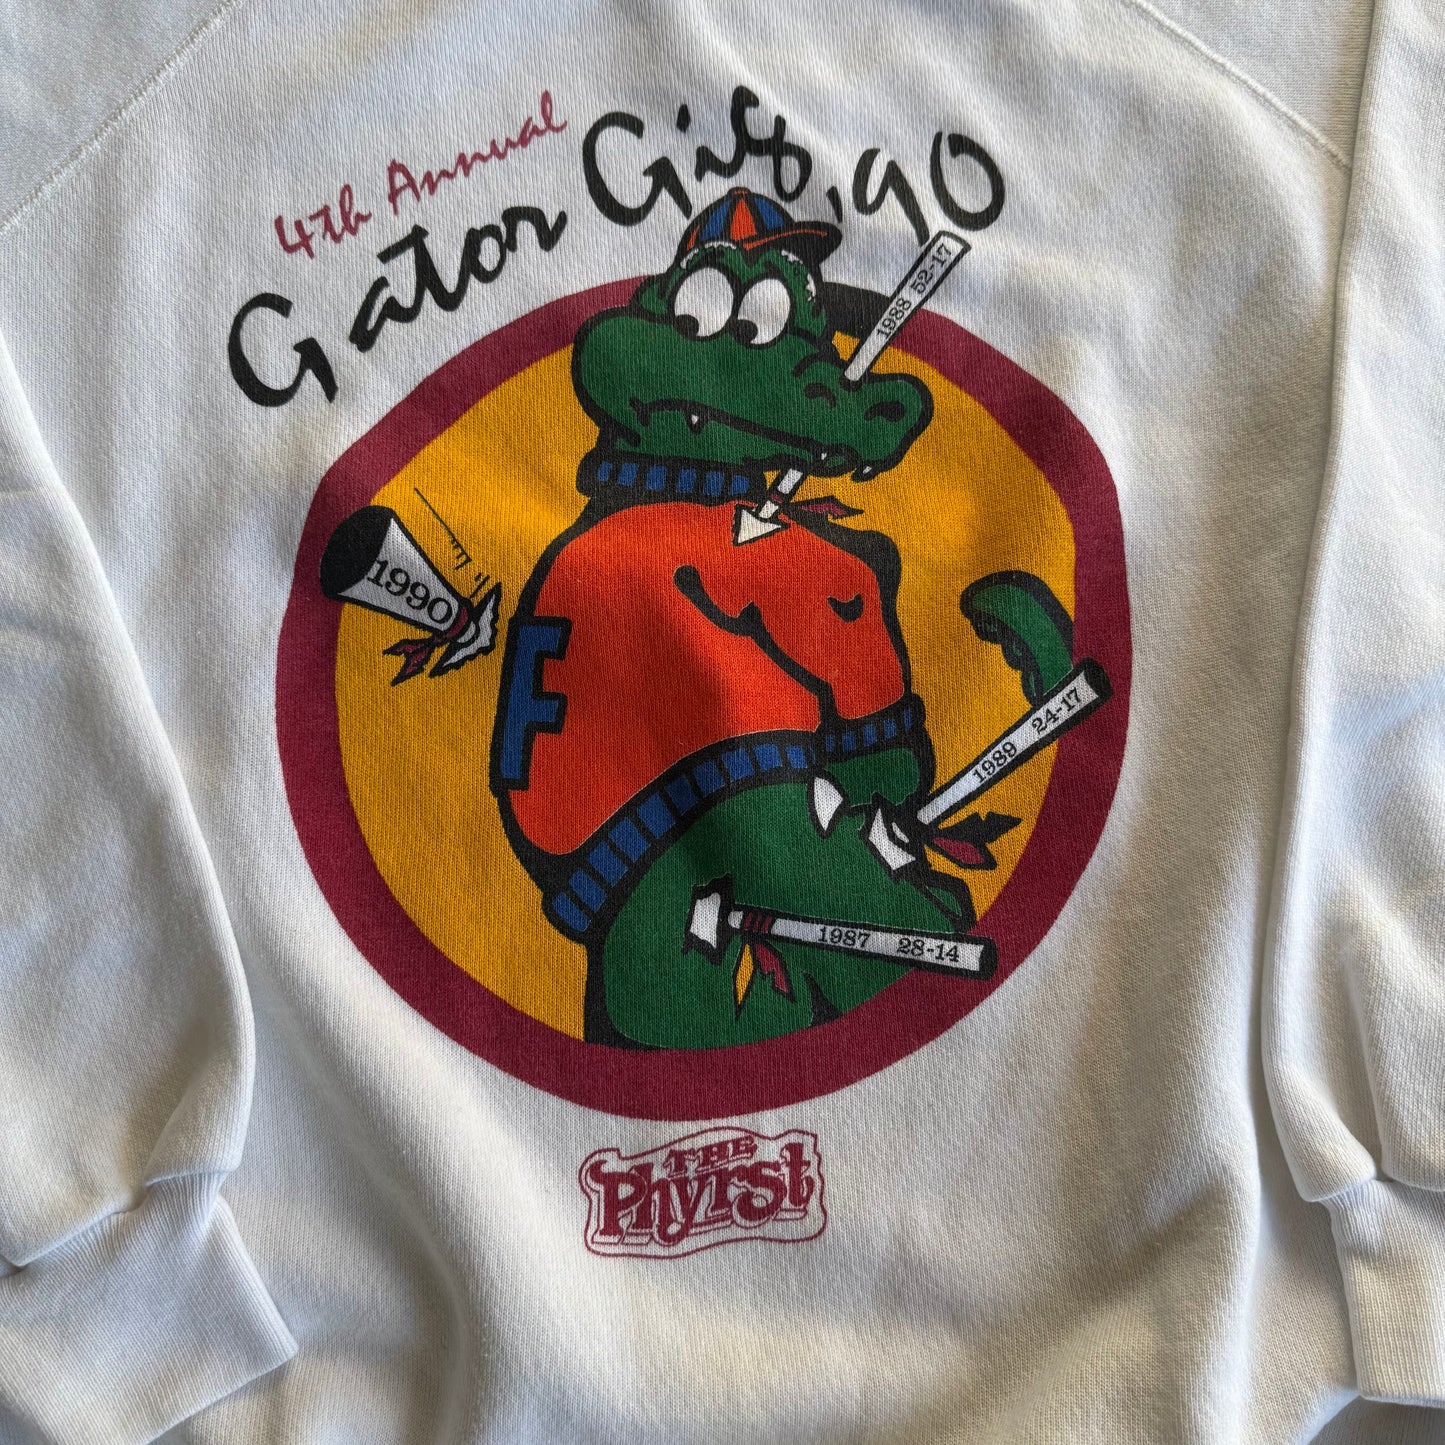 4th Annual
Gator Gig '90
1988 52-17
1990
F
1989 24-17
1987 28-14
THE
Phyrst